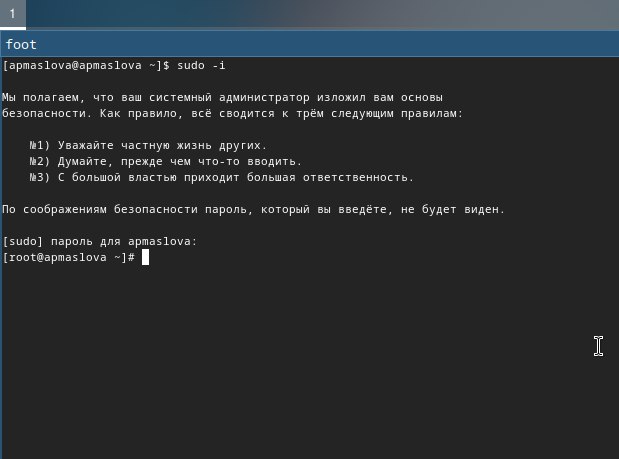 1
foot
[apmaslova@apmaslova ~]$ sudo -i
Мы полагаем, что ваш системный администратор изложил вам основы
безопасности. Как правило, всё сводится к трём следующим правилам:
№1) Уважайте частную жизнь других.
№2) Думайте, прежде чем что-то вводить.
№3) С большой властью приходит большая ответственность.
По соображениям безопасности пароль, который вы введёте, не будет виден.
[sudo] пароль для apmaslova:
[root@apmaslova ~]#